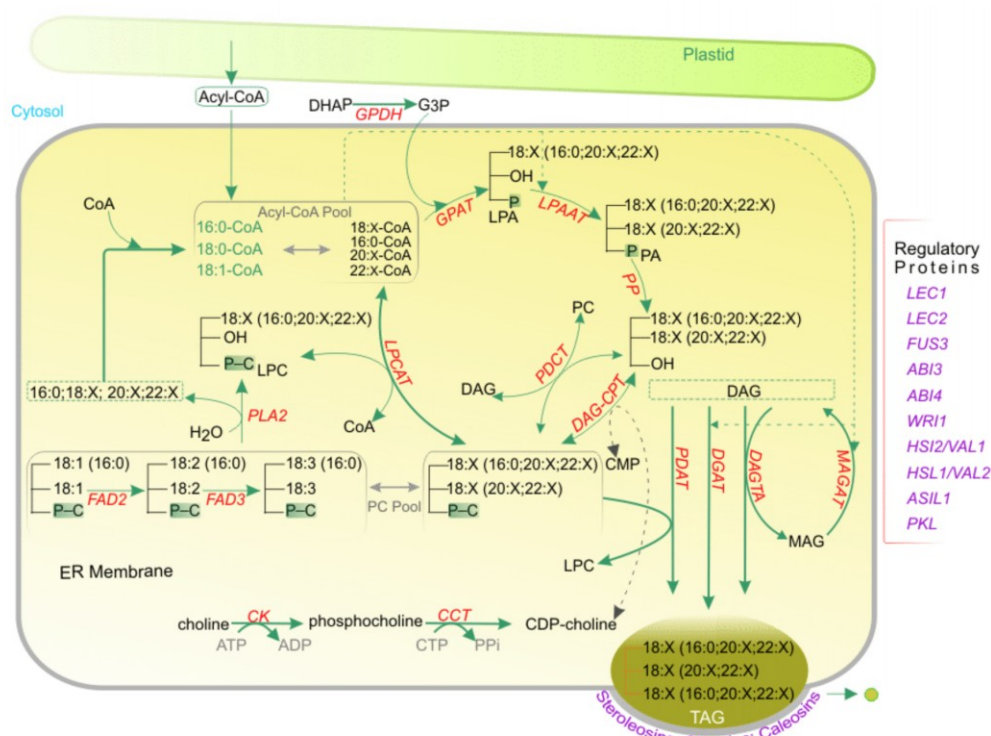 Plastid
Cytosol
Acyl-CoA
DHAP
GPDH
G3P
CoA
Acyl-CoA Pool
16:0-CoA
18:0-CoA
18:1-CoA
18:X-CoA
16:0-CoA
20:X-CoA
22:X-CoA
GPAT
18:X (16:0;20:X;22:X)
OH
P
LPA
LPAAT
18:X (16:0;20:X;22:X)
18:X (20:X;22:X)
P PA
PP
18:X (16:0;20:X;22:X)
18:X (20:X;22:X)
OH
DAG
PC
PDCT
DAG
DAG-CPT
CMP
18:X (16:0;20:X;22:X)
OH
P–C LPC
LPCAT
CoA
16:0;18:X; 20:X;22:X
H2O
PLA2
18:1 (16:0)
18:1
P–C
FAD2
18:2 (16:0)
18:2
P–C
FAD3
18:3 (16:0)
18:3
P–C
PC Pool
18:X (16:0;20:X;22:X)
18:X (20:X;22:X)
P–C
LPC
PDAT
DGAT
DAGTA
MAGAT
MAG
ER Membrane
choline
CK
ATP
ADP
phosphocholine
CCT
CTP
PPi
CDP-choline
18:X (16:0;20:X;22:X)
18:X (20:X;22:X)
18:X (16:0;20:X;22:X)
TAG
Steroleosins
Caleosins
Regulatory
Proteins
LEC1
LEC2
FUS3
ABI3
ABI4
WRI1
HSI2/VAL1
HSL1/VAL2
ASIL1
PKL